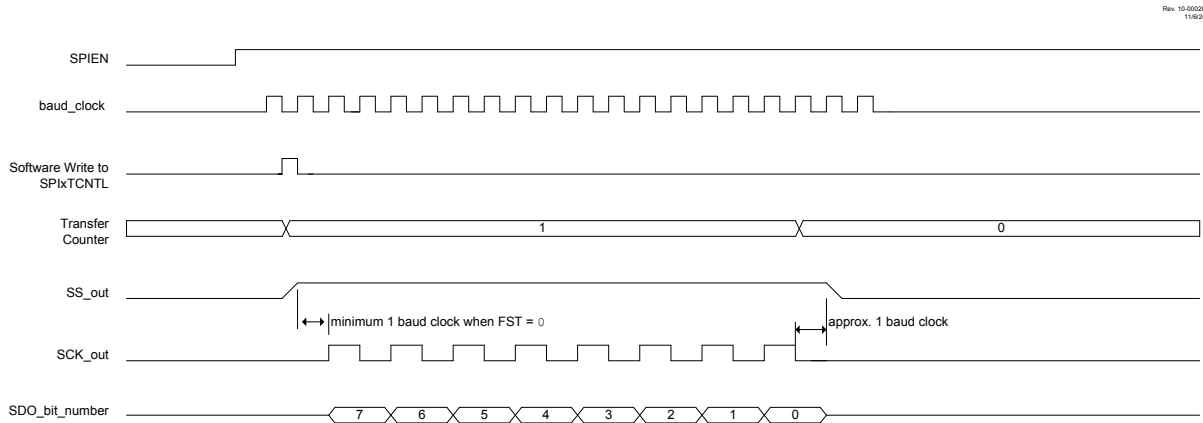 SPIEN
baud_clock
Software Write to
SPIxTCNTL
Transfer
Counter
1
0
SS_out
minimum 1 baud clock when FST = 0
approx. 1 baud clock
SCK_out
SDO_bit_number
7 6 5 4 3 2 1 0